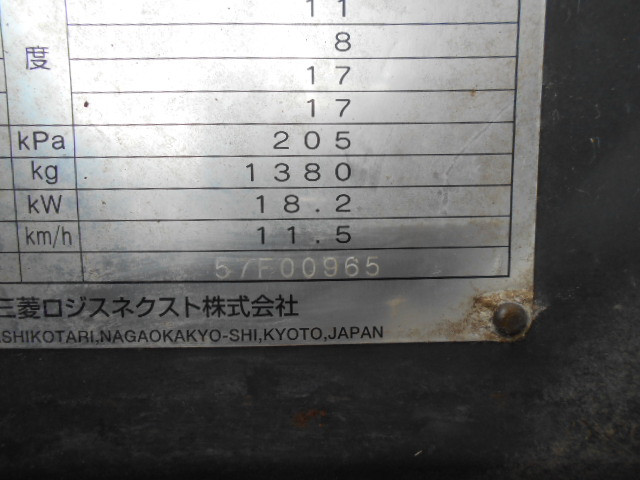 11
8
度
17
17
kPa 205
kg 1380
kW 18.2
km/h 11.5
57F00965
三菱ロジスネクスト株式会社
ASHIKOTARI,NAGAOKAKYO-SHI,KYOTO,JAPAN